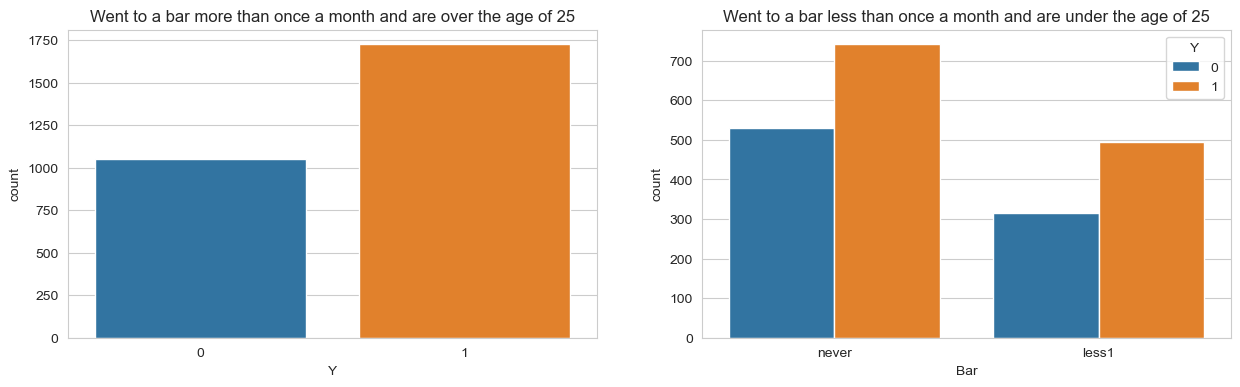 Went to a bar more than once a month and are over the age of 25
1750
1500
1250
1000
750
500
250
0
count
0 1
Y
Went to a bar less than once a month and are under the age of 25
700
600
500
400
300
200
100
0
count
Y
0
1
never less1
Bar